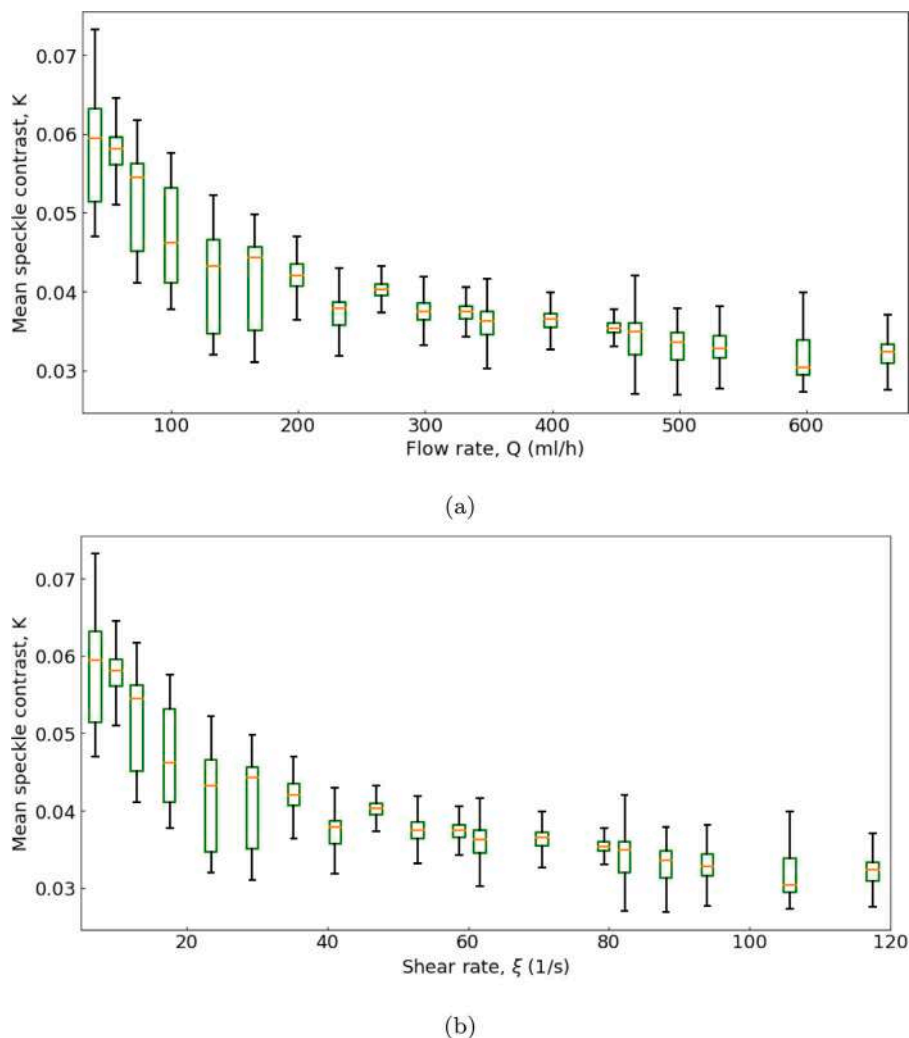 0.07
0.06
0.05
0.04
0.03
Mean speckle contrast, K
100 200 300 400 500 600
Flow rate, Q (ml/h)
(a)
0.07
0.06
0.05
0.04
0.03
Mean speckle contrast, K
20 40 60 80 100 120
Shear rate, ξ (1/s)
(b)